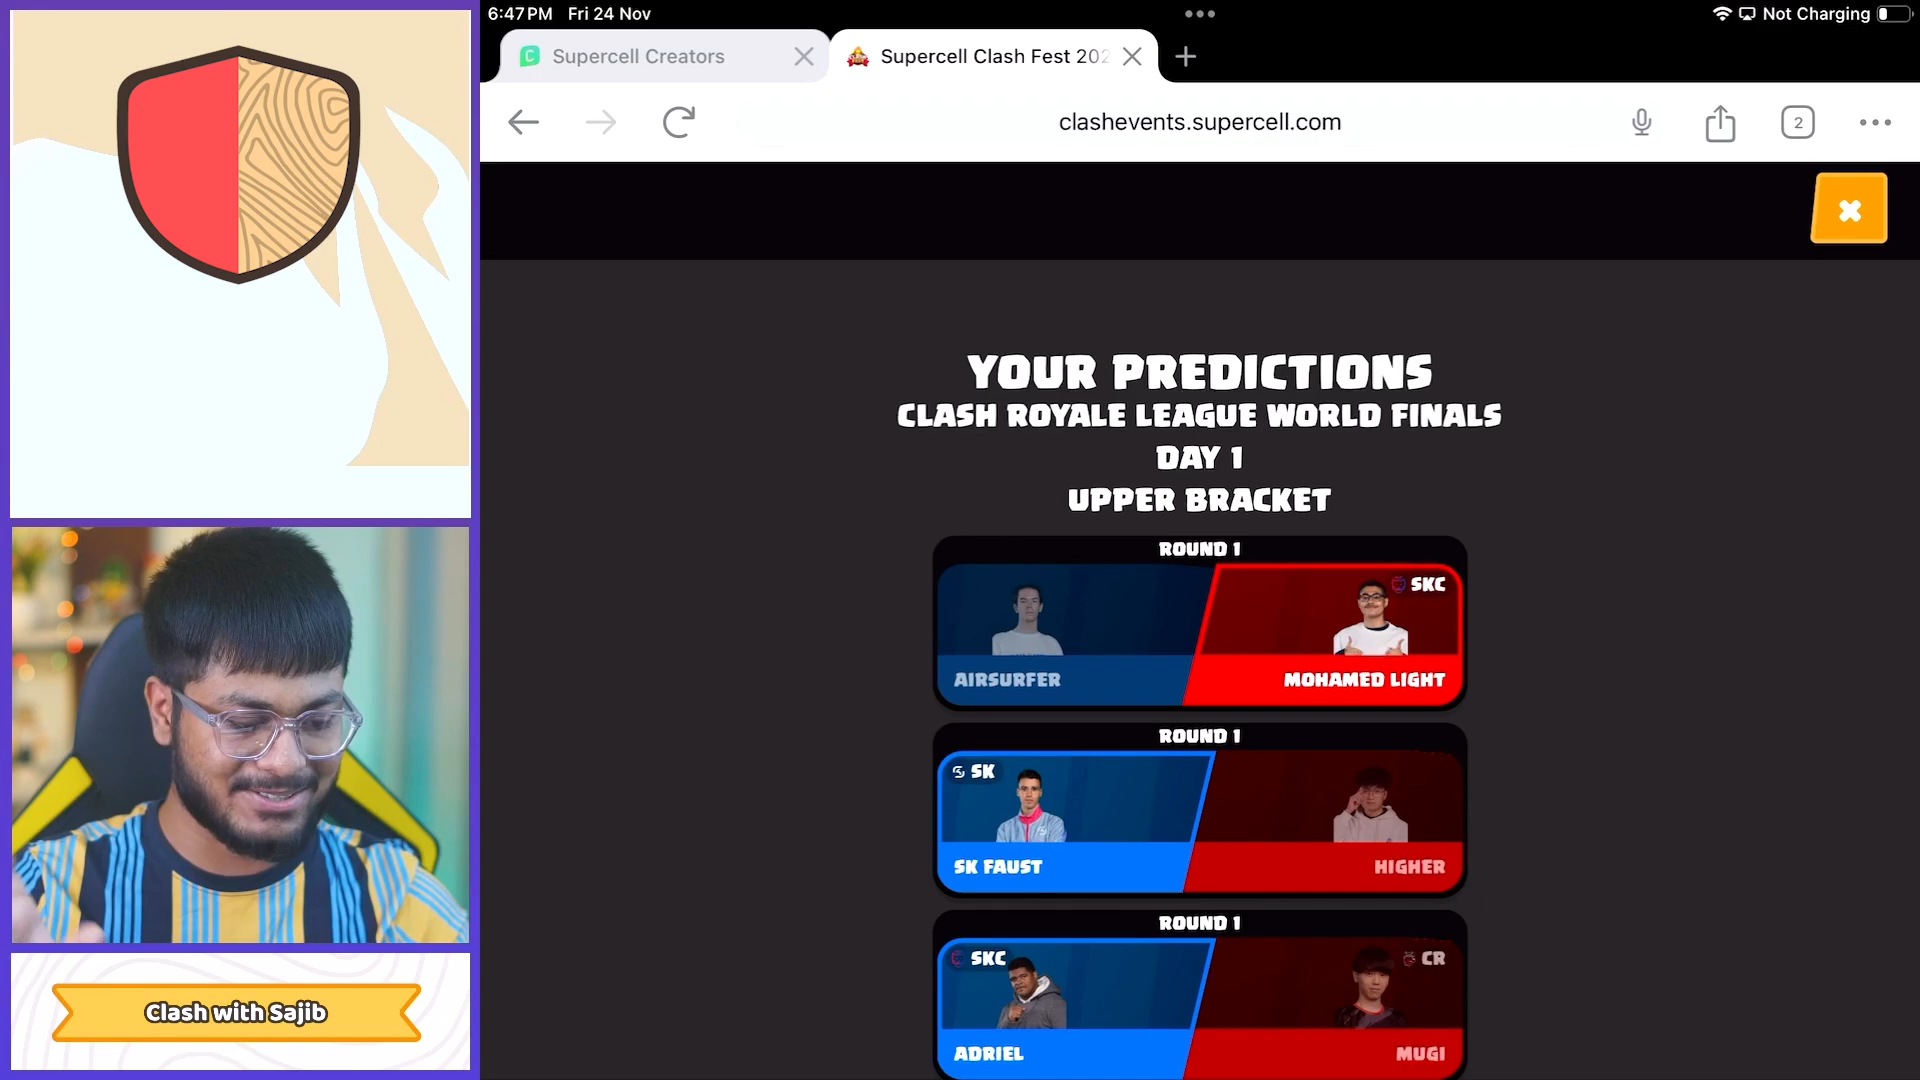 6:47 PM Fri 24 Nov
Not Charging
Supercell Creators
Supercell Clash Fest 202
clashevents.supercell.com
2
YOUR PREDICTIONS
CLASH ROYALE LEAGUE WORLD FINALS
DAY 1
UPPER BRACKET
ROUND 1
SKC
AIRSURFER
MOHAMED LIGHT
ROUND 1
SK
SK FAUST
HIGHER
ROUND 1
SKC
CR
ADRIEL
MUGI
Clash with Sajib